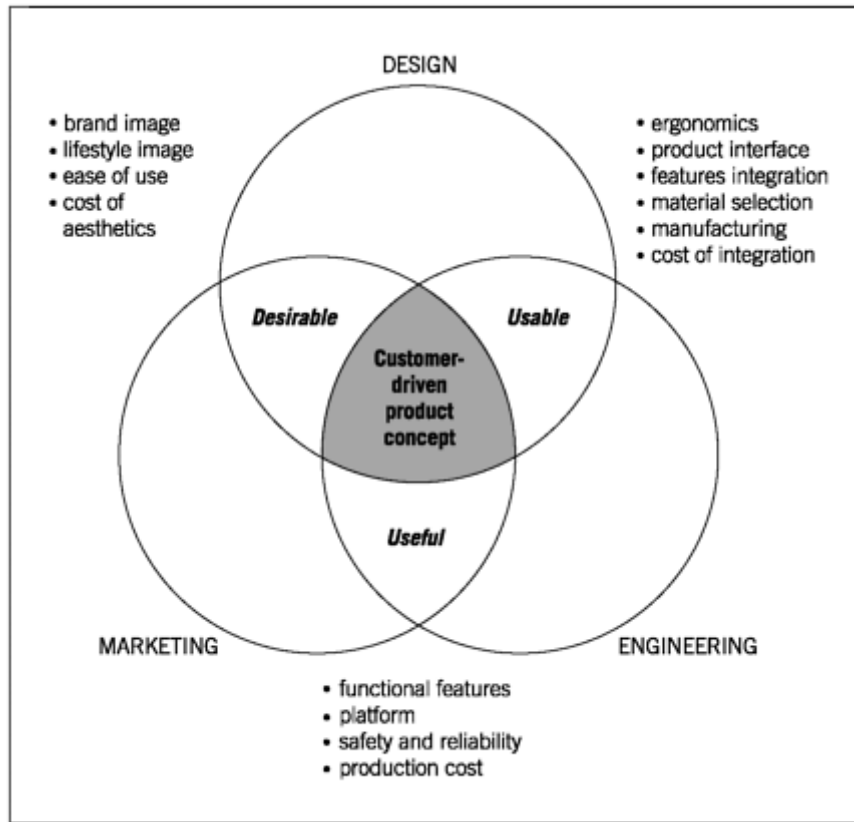 DESIGN
• brand image
• lifestyle image
• ease of use
• cost of
aesthetics
• ergonomics
• product interface
• features integration
• material selection
• manufacturing
• cost of integration
Desirable
Usable
Customer-
driven
product
concept
Useful
MARKETING
ENGINEERING
• functional features
• platform
• safety and reliability
• production cost